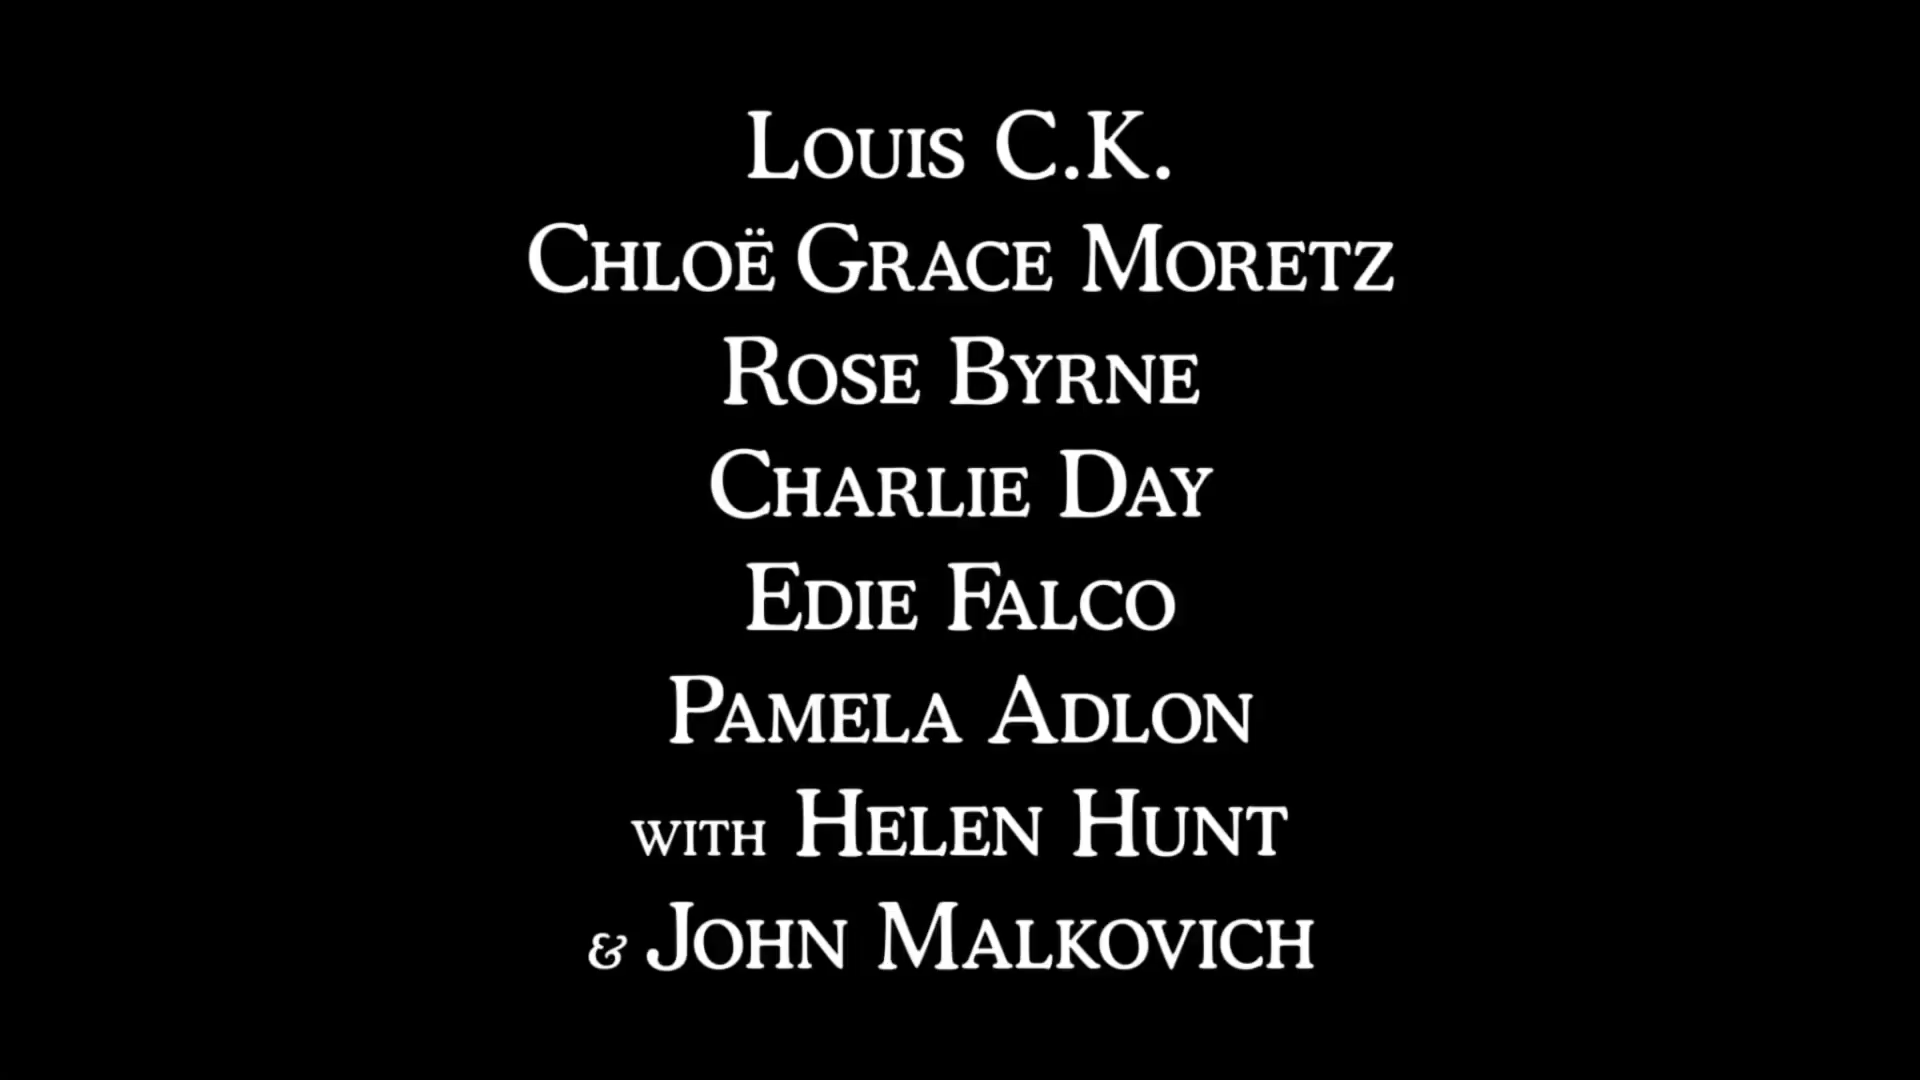 Louis C.K.
Chloë Grace Moretz
Rose Byrne
Charlie Day
Edie Falco
Pamela Adlon
with Helen Hunt
& John Malkovich